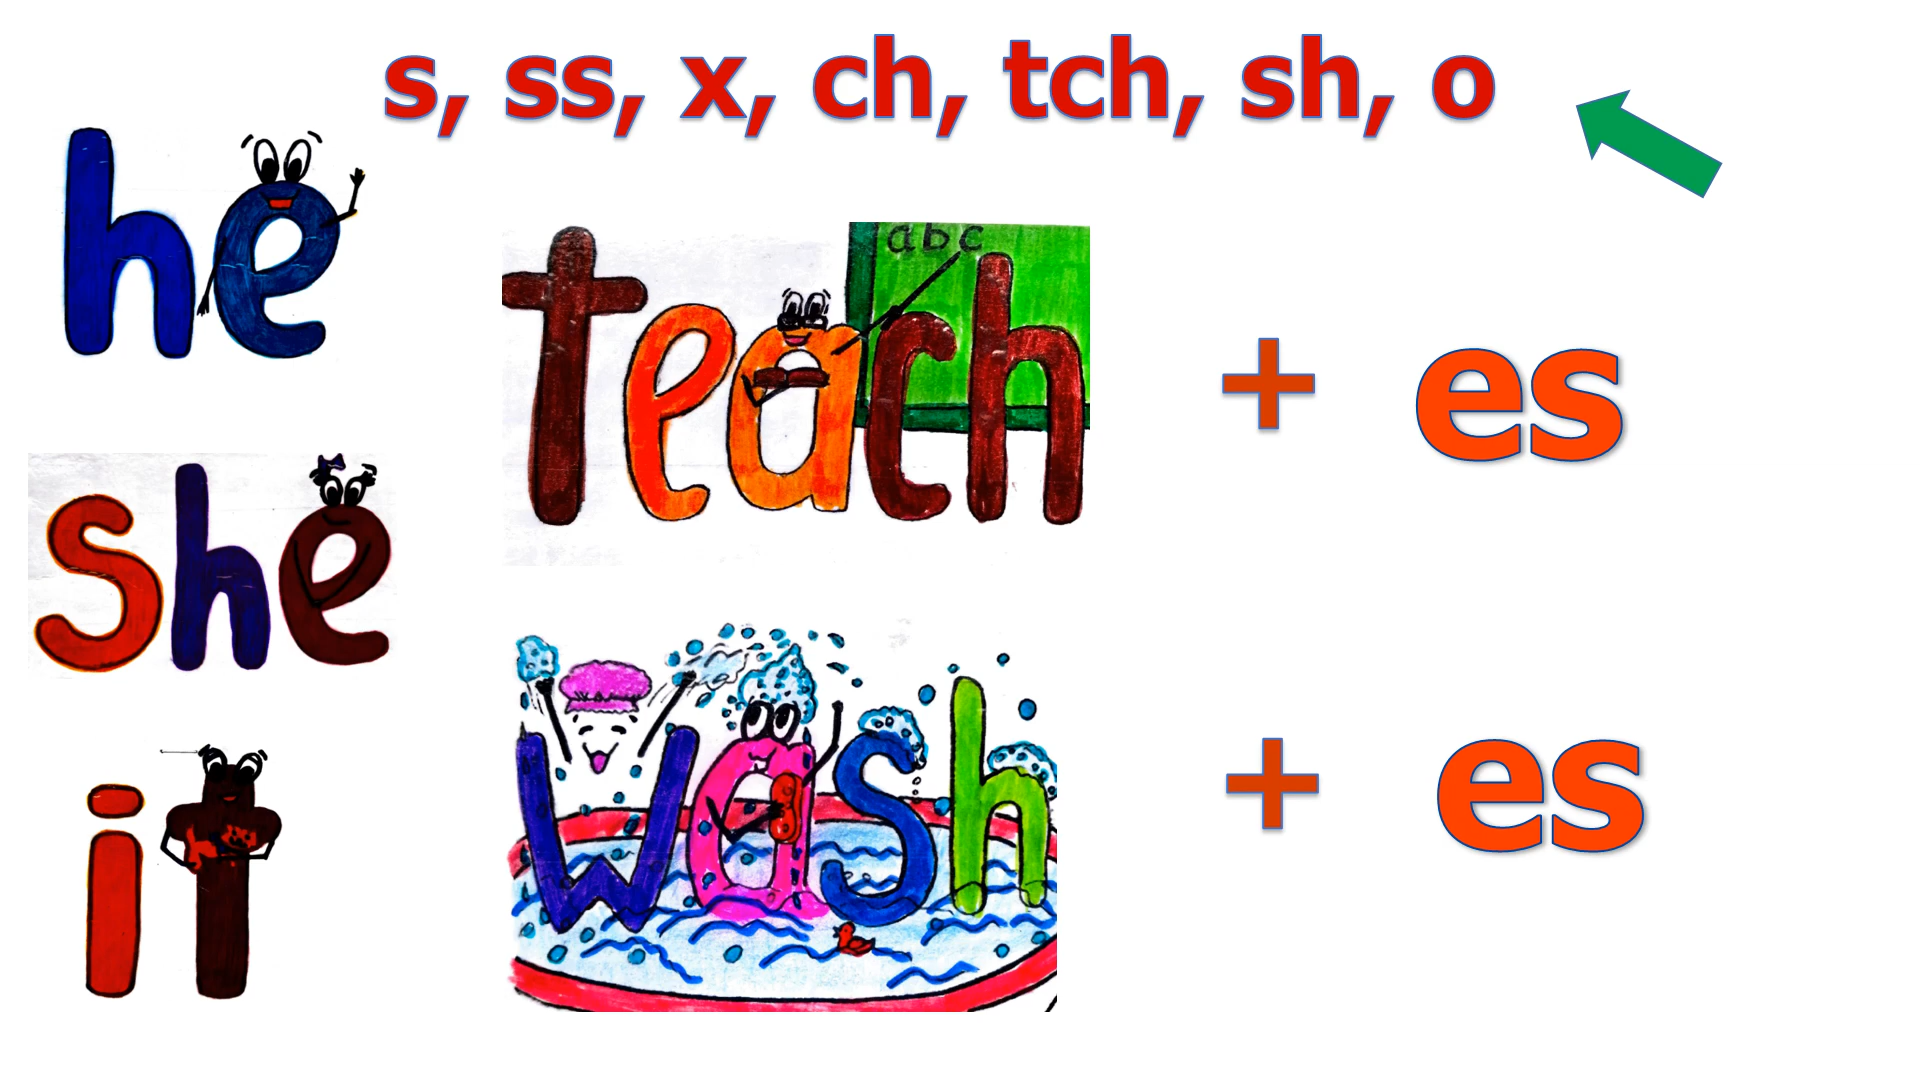 s, ss, x, ch, tch, sh, o
he
abc
teach + es
she
wash + es
it